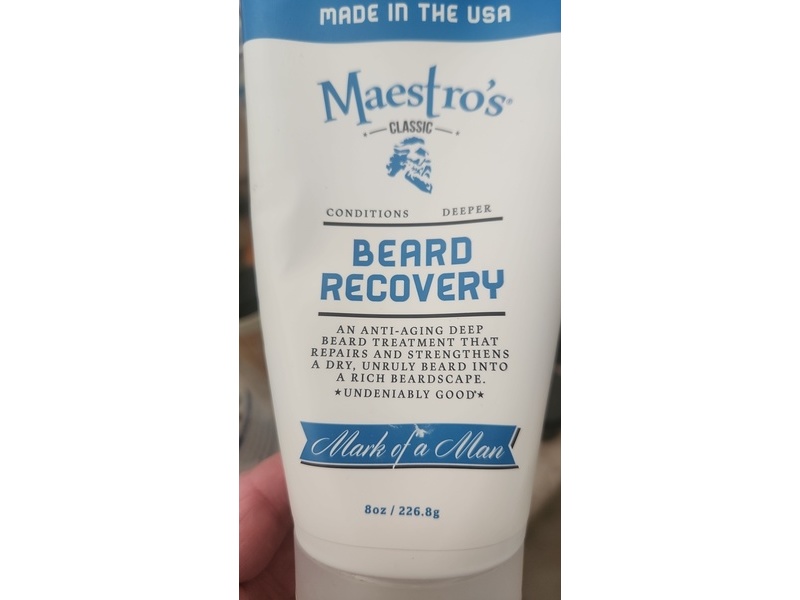 MADE IN THE USA
Maestro's®
CLASSIC
CONDITIONS DEEPER
BEARD
RECOVERY
AN ANTI-AGING DEEP
BEARD TREATMENT THAT
REPAIRS AND STRENGTHENS
A DRY, UNRULY BEARD INTO
A RICH BEARDSCAPE.
★UNDENIABLY GOOD★
Mark of a Man
8oz / 226.8g